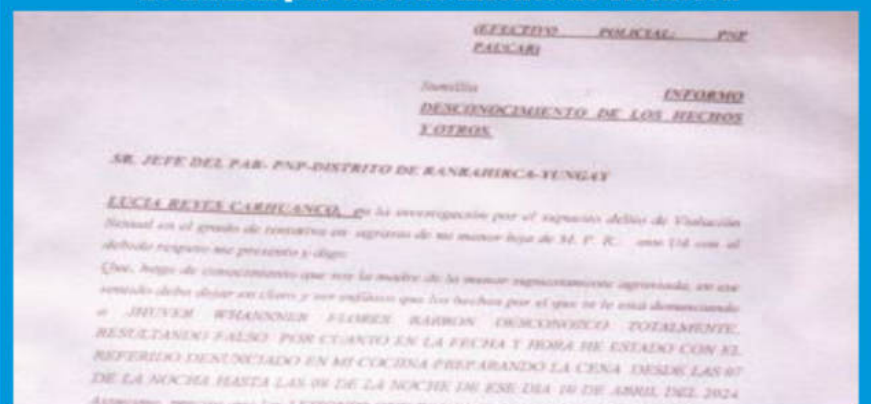 (EFECTIVO POLICIAL: PNP
PAUCAR)
Sumilla INFORMO
DESCONOCIMIENTO DE LOS HECHOS
Y OTROS.
SR. JEFE DEL PAR- PNP-DISTRITO DE RANRAHIRCA-YUNGAY
LUCIA REYES CARHUANCO, en la investigación por el supuesto delito de Violación
Sexual en el grado de tentativa en agravio de mi menor hija de M. P. R. ante Ud con el
debido respeto me presento y digo:
Que, hago de conocimiento que soy la madre de la menor supuestamente agraviada, en ese
sentido debo dejar en claro y ser enfática que los hechos por el que se le está denunciando
a JHUVER WHANNNER FLORES BARRON DESCONOZCO TOTALMENTE,
RESULTANDO FALSO POR CUANTO EN LA FECHA Y HORA HE ESTADO CON EL
REFERIDO DENUNCIADO EN MI COCINA PREPARANDO LA CENA DESDE LAS 07
DE LA NOCHA HASTA LAS 08 DE LA NOCHE DE ESE DIA 10 DE ABRIL DEL 2024